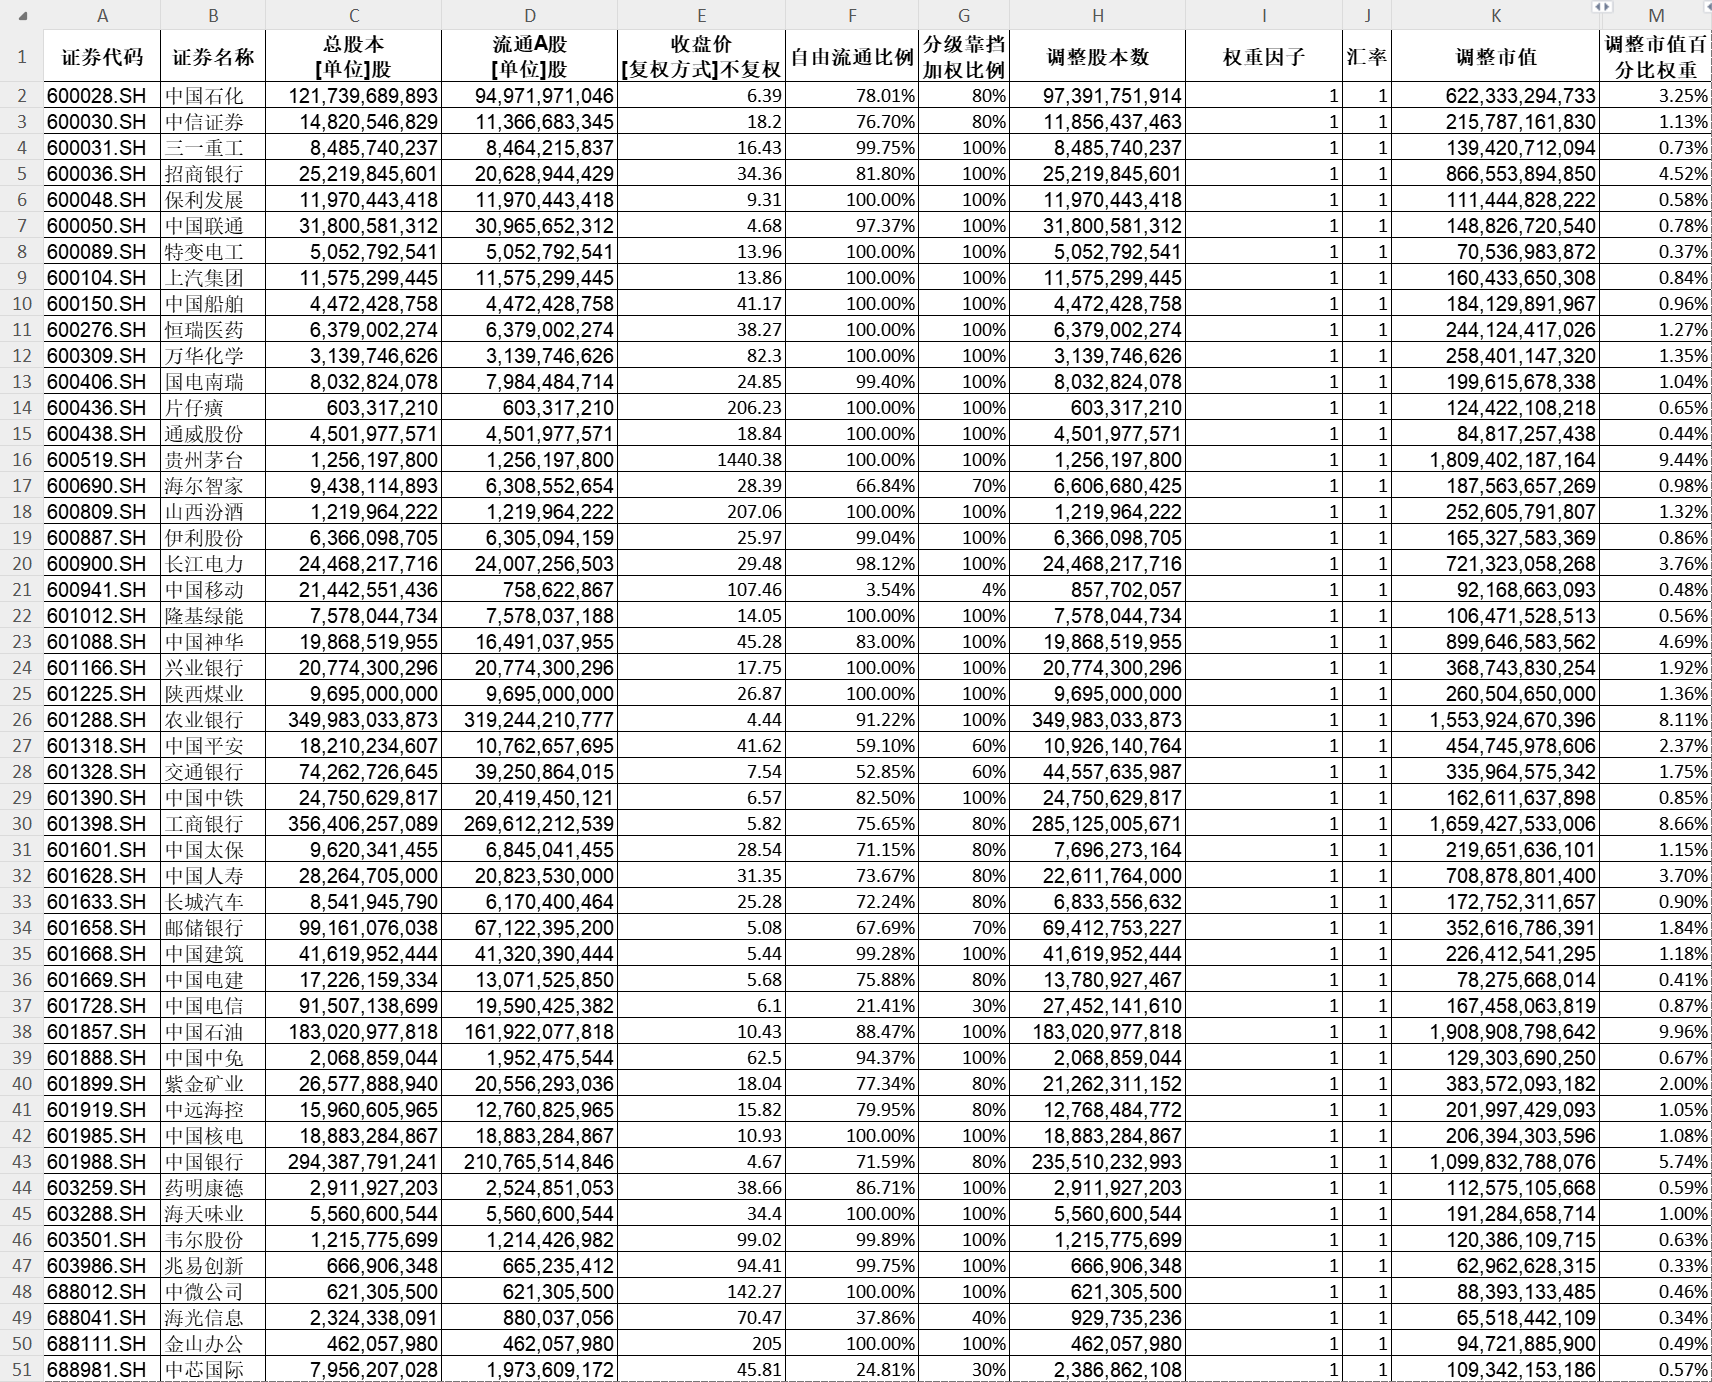 A B C D E F G H I J K M
1 证券代码 证券名称 总股本 [单位]股 流通A股 [单位]股 收盘价 [复权方式]不复权 自由流通比例 分级靠挡加权比例 调整股本数 权重因子 汇率 调整市值 调整市值百分比权重
2 600028.SH 中国石化 121,739,689,893 94,971,971,046 6.39 78.01% 80% 97,391,751,914 1 1 622,333,294,733 3.25%
3 600030.SH 中信证券 14,820,546,829 11,366,683,345 18.2 76.70% 80% 11,856,437,463 1 1 215,787,161,830 1.13%
4 600031.SH 三一重工 8,485,740,237 8,464,215,837 16.43 99.75% 100% 8,485,740,237 1 1 139,420,712,094 0.73%
5 600036.SH 招商银行 25,219,845,601 20,628,944,429 34.36 81.80% 100% 25,219,845,601 1 1 866,553,894,850 4.52%
6 600048.SH 保利发展 11,970,443,418 11,970,443,418 9.31 100.00% 100% 11,970,443,418 1 1 111,444,828,222 0.58%
7 600050.SH 中国联通 31,800,581,312 30,965,652,312 4.68 97.37% 100% 31,800,581,312 1 1 148,826,720,540 0.78%
8 600089.SH 特变电工 5,052,792,541 5,052,792,541 13.96 100.00% 100% 5,052,792,541 1 1 70,536,983,872 0.37%
9 600104.SH 上汽集团 11,575,299,445 11,575,299,445 13.86 100.00% 100% 11,575,299,445 1 1 160,433,650,308 0.84%
10 600150.SH 中国船舶 4,472,428,758 4,472,428,758 41.17 100.00% 100% 4,472,428,758 1 1 184,129,891,967 0.96%
11 600276.SH 恒瑞医药 6,379,002,274 6,379,002,274 38.27 100.00% 100% 6,379,002,274 1 1 244,124,417,026 1.27%
12 600309.SH 万华化学 3,139,746,626 3,139,746,626 82.3 100.00% 100% 3,139,746,626 1 1 258,401,147,320 1.35%
13 600406.SH 国电南瑞 8,032,824,078 7,984,484,714 24.85 99.40% 100% 8,032,824,078 1 1 199,615,678,338 1.04%
14 600436.SH 片仔癀 603,317,210 603,317,210 206.23 100.00% 100% 603,317,210 1 1 124,422,108,218 0.65%
15 600438.SH 通威股份 4,501,977,571 4,501,977,571 18.84 100.00% 100% 4,501,977,571 1 1 84,817,257,438 0.44%
16 600519.SH 贵州茅台 1,256,197,800 1,256,197,800 1440.38 100.00% 100% 1,256,197,800 1 1 1,809,402,187,164 9.44%
17 600690.SH 海尔智家 9,438,114,893 6,308,552,654 28.39 66.84% 70% 6,606,680,425 1 1 187,563,657,269 0.98%
18 600809.SH 山西汾酒 1,219,964,222 1,219,964,222 207.06 100.00% 100% 1,219,964,222 1 1 252,605,791,807 1.32%
19 600887.SH 伊利股份 6,366,098,705 6,305,094,159 25.97 99.04% 100% 6,366,098,705 1 1 165,327,583,369 0.86%
20 600900.SH 长江电力 24,468,217,716 24,007,256,503 29.48 98.12% 100% 24,468,217,716 1 1 721,323,058,268 3.76%
21 600941.SH 中国移动 21,442,551,436 758,622,867 107.46 3.54% 4% 857,702,057 1 1 92,168,663,093 0.48%
22 601012.SH 隆基绿能 7,578,044,734 7,578,037,188 14.05 100.00% 100% 7,578,044,734 1 1 106,471,528,513 0.56%
23 601088.SH 中国神华 19,868,519,955 16,491,037,955 45.28 83.00% 100% 19,868,519,955 1 1 899,646,583,562 4.69%
24 601166.SH 兴业银行 20,774,300,296 20,774,300,296 17.75 100.00% 100% 20,774,300,296 1 1 368,743,830,254 1.92%
25 601225.SH 陕西煤业 9,695,000,000 9,695,000,000 26.87 100.00% 100% 9,695,000,000 1 1 260,504,650,000 1.36%
26 601288.SH 农业银行 349,983,033,873 319,244,210,777 4.44 91.22% 100% 349,983,033,873 1 1 1,553,924,670,396 8.11%
27 601318.SH 中国平安 18,210,234,607 10,762,657,695 41.62 59.10% 60% 10,926,140,764 1 1 454,745,978,606 2.37%
28 601328.SH 交通银行 74,262,726,645 39,250,864,015 7.54 52.85% 60% 44,557,635,987 1 1 335,964,575,342 1.75%
29 601390.SH 中国中铁 24,750,629,817 20,419,450,121 6.57 82.50% 100% 24,750,629,817 1 1 162,611,637,898 0.85%
30 601398.SH 工商银行 356,406,257,089 269,612,212,539 5.82 75.65% 80% 285,125,005,671 1 1 1,659,427,533,006 8.66%
31 601601.SH 中国太保 9,620,341,455 6,845,041,455 28.54 71.15% 80% 7,696,273,164 1 1 219,651,636,101 1.15%
32 601628.SH 中国人寿 28,264,705,000 20,823,530,000 31.35 73.67% 80% 22,611,764,000 1 1 708,878,801,400 3.70%
33 601633.SH 长城汽车 8,541,945,790 6,170,400,464 25.28 72.24% 80% 6,833,556,632 1 1 172,752,311,657 0.90%
34 601658.SH 邮储银行 99,161,076,038 67,122,395,200 5.08 67.69% 70% 69,412,753,227 1 1 352,616,786,391 1.84%
35 601668.SH 中国建筑 41,619,952,444 41,320,390,444 5.44 99.28% 100% 41,619,952,444 1 1 226,412,541,295 1.18%
36 601669.SH 中国电建 17,226,159,334 13,071,525,850 5.68 75.88% 80% 13,780,927,467 1 1 78,275,668,014 0.41%
37 601728.SH 中国电信 91,507,138,699 19,590,425,382 6.1 21.41% 30% 27,452,141,610 1 1 167,458,063,819 0.87%
38 601857.SH 中国石油 183,020,977,818 161,922,077,818 10.43 88.47% 100% 183,020,977,818 1 1 1,908,908,798,642 9.96%
39 601888.SH 中国中免 2,068,859,044 1,952,475,544 62.5 94.37% 100% 2,068,859,044 1 1 129,303,690,250 0.67%
40 601899.SH 紫金矿业 26,577,888,940 20,556,293,036 18.04 77.34% 80% 21,262,311,152 1 1 383,572,093,182 2.00%
41 601919.SH 中远海控 15,960,605,965 12,760,825,965 15.82 79.95% 80% 12,768,484,772 1 1 201,997,429,093 1.05%
42 601985.SH 中国核电 18,883,284,867 18,883,284,867 10.93 100.00% 100% 18,883,284,867 1 1 206,394,303,596 1.08%
43 601988.SH 中国银行 294,387,791,241 210,765,514,846 4.67 71.59% 80% 235,510,232,993 1 1 1,099,832,788,076 5.74%
44 603259.SH 药明康德 2,911,927,203 2,524,851,053 38.66 86.71% 100% 2,911,927,203 1 1 112,575,105,668 0.59%
45 603288.SH 海天味业 5,560,600,544 5,560,600,544 34.4 100.00% 100% 5,560,600,544 1 1 191,284,658,714 1.00%
46 603501.SH 韦尔股份 1,215,775,699 1,214,426,982 99.02 99.89% 100% 1,215,775,699 1 1 120,386,109,715 0.63%
47 603986.SH 兆易创新 666,906,348 665,235,412 94.41 99.75% 100% 666,906,348 1 1 62,962,628,315 0.33%
48 688012.SH 中微公司 621,305,500 621,305,500 142.27 100.00% 100% 621,305,500 1 1 88,393,133,485 0.46%
49 688041.SH 海光信息 2,324,338,091 880,037,056 70.47 37.86% 40% 929,735,236 1 1 65,518,442,109 0.34%
50 688111.SH 金山办公 462,057,980 462,057,980 205 100.00% 100% 462,057,980 1 1 94,721,885,900 0.49%
51 688981.SH 中芯国际 7,956,207,028 1,973,609,172 45.81 24.81% 30% 2,386,862,108 1 1 109,342,153,186 0.57%